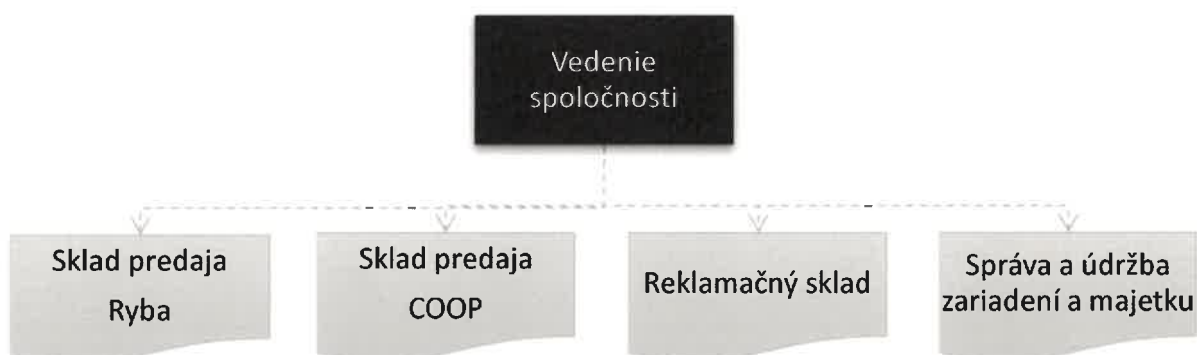 Vedenie
spoločnosti
Sklad predaja
Ryba
Sklad predaja
COOP
Reklamačný sklad
Správa a údržba
zariadení a majetku